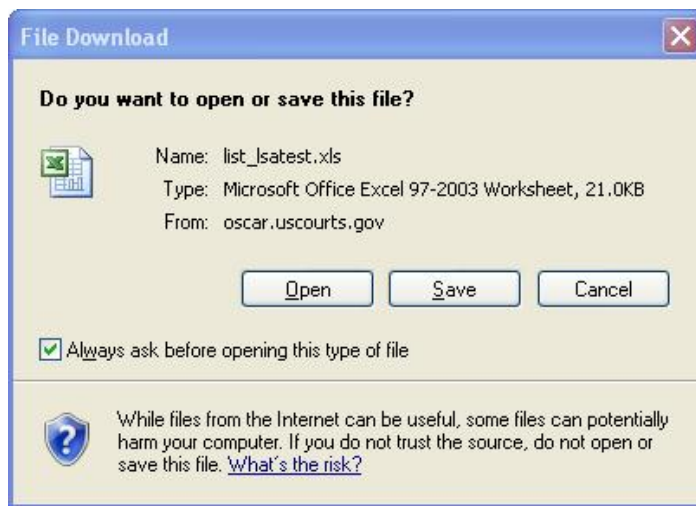 File Download
Do you want to open or save this file?
Name: list_lsatest.xls
Type: Microsoft Office Excel 97-2003 Worksheet, 21.0KB
From: oscar.uscourts.gov
Open Save Cancel
Always ask before opening this type of file
While files from the Internet can be useful, some files can potentially
harm your computer. If you do not trust the source, do not open or
save this file. What's the risk?